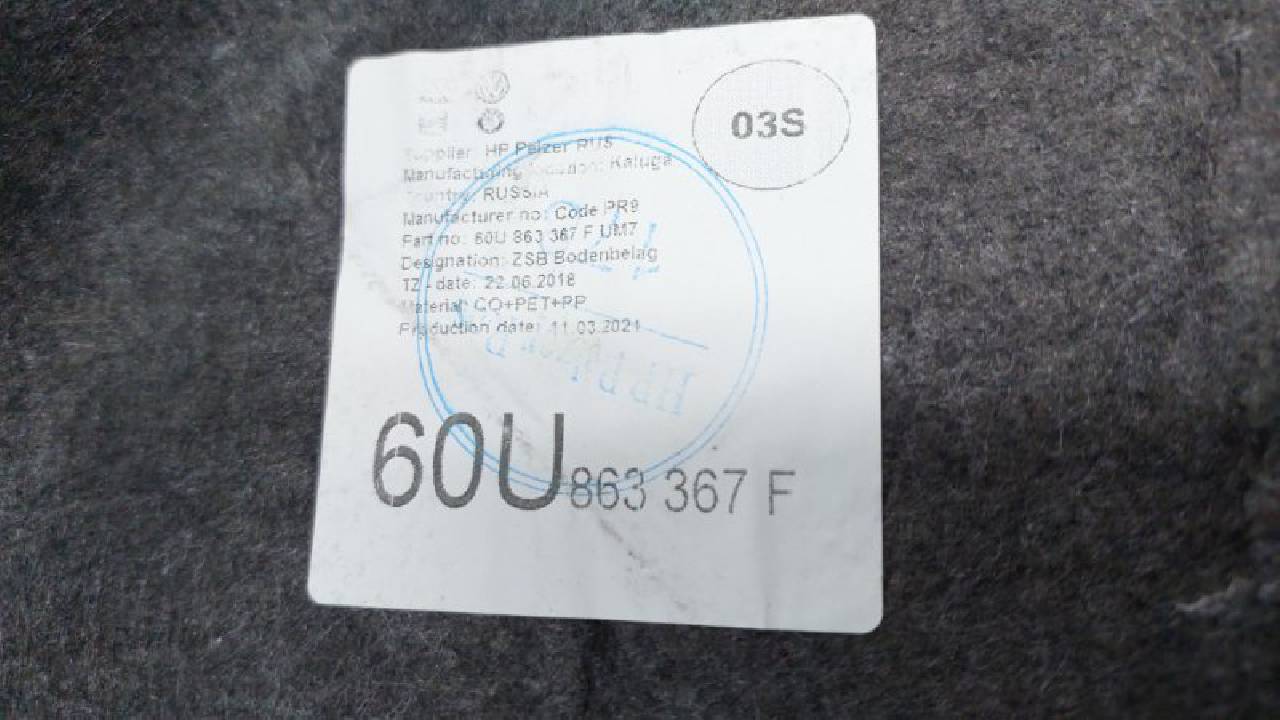 03S
Supplier: HP Pelzer RUS
Manufacturing location: Kaluga
Country: RUSSIA
Manufacturer no: Code PR9
Part no: 60U 863 367 F UM7
Designation: ZSB Bodenbelag
TZ - date: 22.06.2018
Material: CO+PET+PP
Production date: 11.03.2021
60U 863 367 F